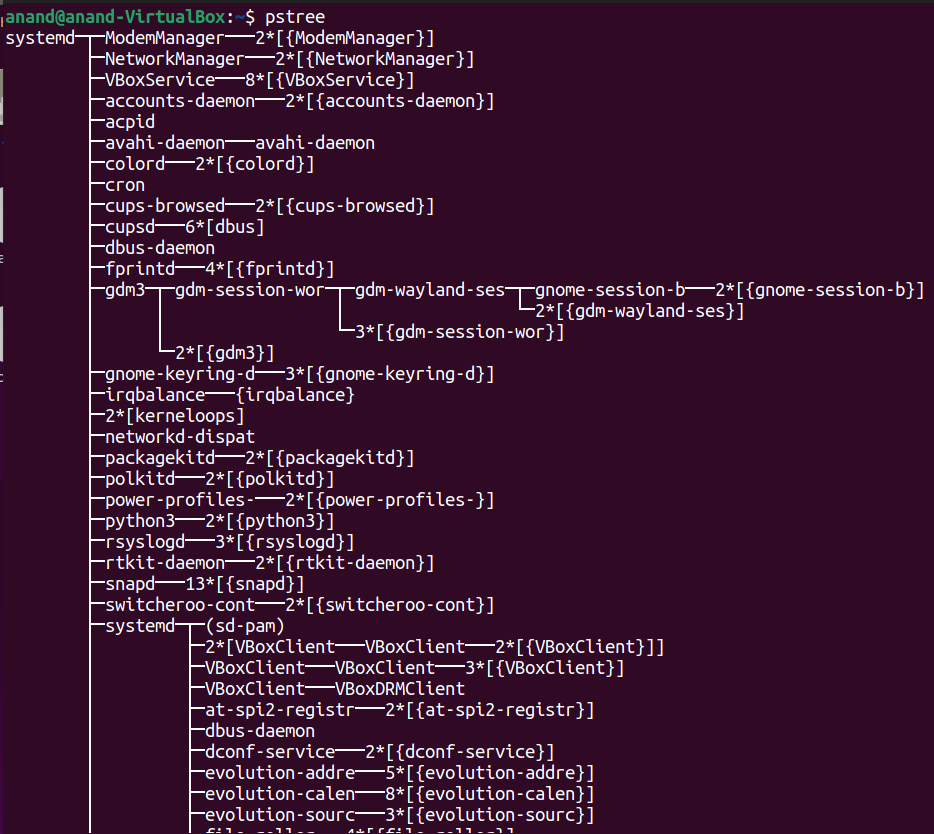 anand@anand-VirtualBox:~$ pstree
systemd─┬─ModemManager───2*[{ModemManager}]
        ├─NetworkManager───2*[{NetworkManager}]
        ├─VBoxService───8*[{VBoxService}]
        ├─accounts-daemon───2*[{accounts-daemon}]
        ├─acpid
        ├─avahi-daemon───avahi-daemon
        ├─colord───2*[{colord}]
        ├─cron
        ├─cups-browsed───2*[{cups-browsed}]
        ├─cupsd───6*[dbus]
        ├─dbus-daemon
        ├─fprintd───4*[{fprintd}]
        ├─gdm3─┬─gdm-session-wor─┬─gdm-wayland-ses─┬─gnome-session-b───2*[{gnome-session-b}]
        │      │                 │                 └─2*[{gdm-wayland-ses}]
        │      │                 └─3*[{gdm-session-wor}]
        │      └─2*[{gdm3}]
        ├─gnome-keyring-d───3*[{gnome-keyring-d}]
        ├─irqbalance───{irqbalance}
        ├─2*[kerneloops]
        ├─networkd-dispat
        ├─packagekitd───2*[{packagekitd}]
        ├─polkitd───2*[{polkitd}]
        ├─power-profiles-───2*[{power-profiles-}]
        ├─python3───2*[{python3}]
        ├─rsyslogd───3*[{rsyslogd}]
        ├─rtkit-daemon───2*[{rtkit-daemon}]
        ├─snapd───13*[{snapd}]
        ├─switcheroo-cont───2*[{switcheroo-cont}]
        ├─systemd─┬─(sd-pam)
        │         ├─2*[VBoxClient───VBoxClient───2*[{VBoxClient}]]
        │         ├─VBoxClient───VBoxClient───3*[{VBoxClient}]
        │         ├─VBoxClient───VBoxDRMClient
        │         ├─at-spi2-registr───2*[{at-spi2-registr}]
        │         ├─dbus-daemon
        │         ├─dconf-service───2*[{dconf-service}]
        │         ├─evolution-addre───5*[{evolution-addre}]
        │         ├─evolution-calen───8*[{evolution-calen}]
        │         ├─evolution-sourc───3*[{evolution-sourc}]
        │         ├─file-roller───4*[{file-roller}]